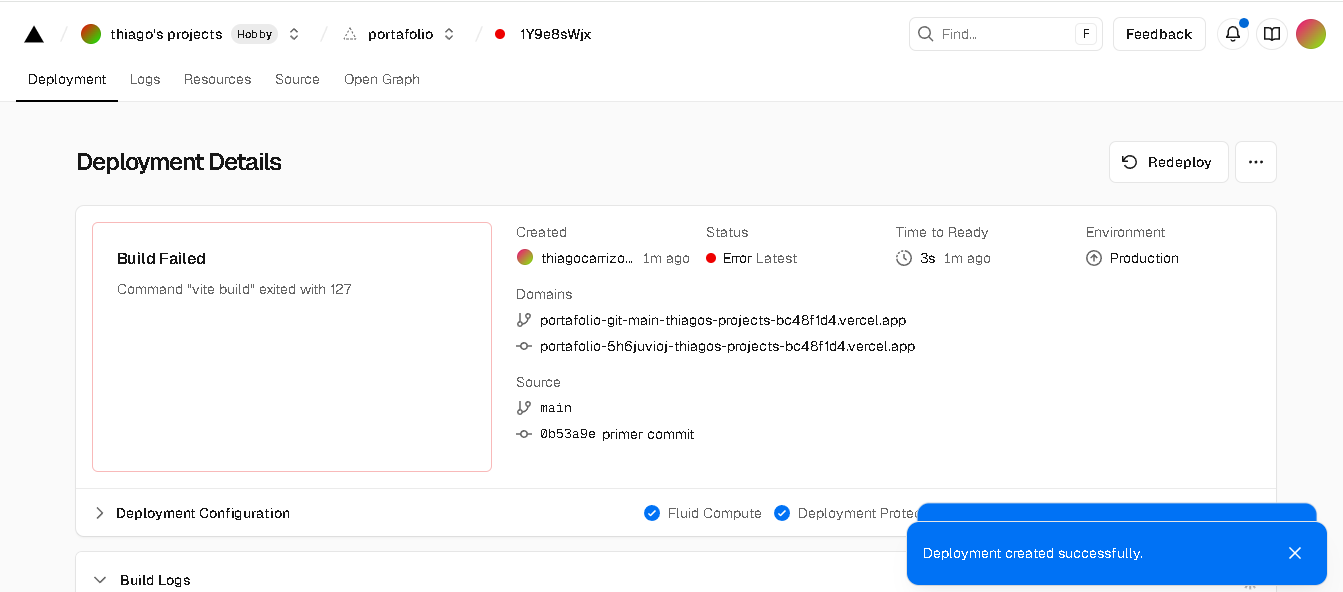 thiago's projects Hobby portafolio 1Y9e8sWjx Find... F Feedback
Deployment Logs Resources Source Open Graph
Deployment Details Redeploy
Build Failed
Command "vite build" exited with 127
Created Status Time to Ready Environment
thiagocarrizo... 1m ago Error Latest 3s 1m ago Production
Domains
portafolio-git-main-thiagos-projects-bc48f1d4.vercel.app
portafolio-5h6juvioj-thiagos-projects-bc48f1d4.vercel.app
Source
main
0b53a9e primer commit
Deployment Configuration Fluid Compute Deployment Protec
Deployment created successfully.
Build Logs